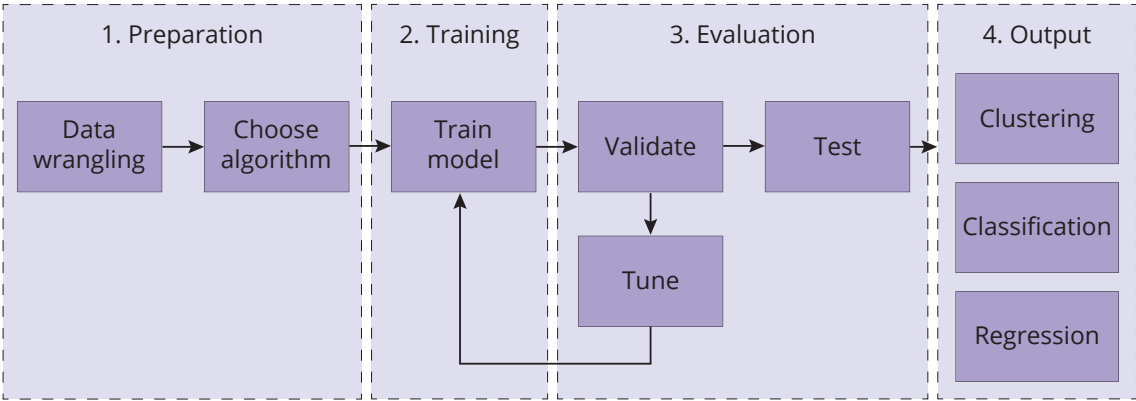 1. Preparation
2. Training
3. Evaluation
4. Output
Data
wrangling
Choose
algorithm
Train
model
Validate
Test
Tune
Clustering
Classification
Regression